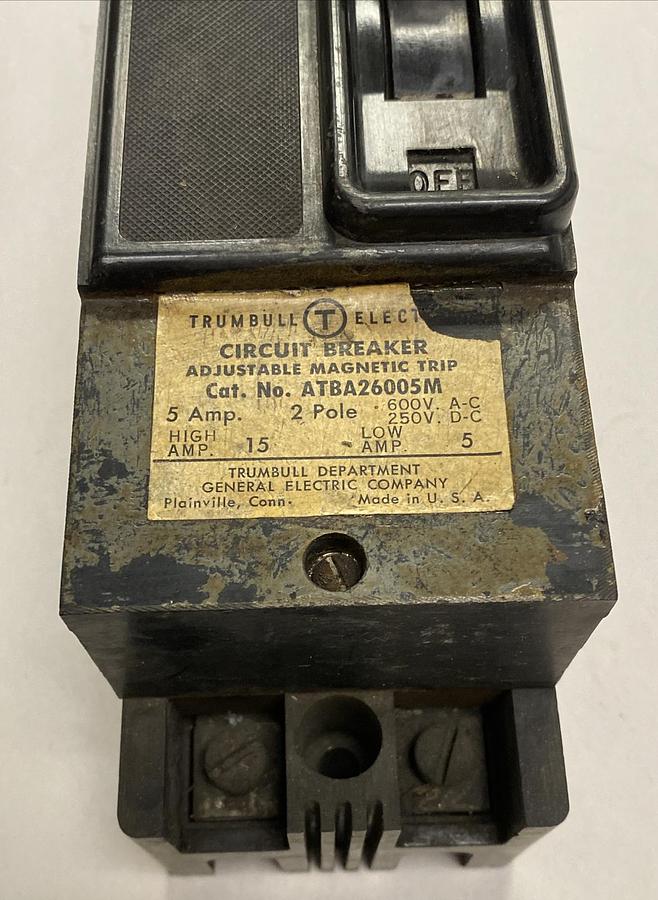 OFF
TRUMBULL T ELECT
CIRCUIT BREAKER
ADJUSTABLE MAGNETIC TRIP
Cat. No. ATBA26005M
5 Amp. 2 Pole 600V. A-C
250V. D-C
HIGH AMP. 15 LOW AMP. 5
TRUMBULL DEPARTMENT
GENERAL ELECTRIC COMPANY
Plainville, Conn. Made in U. S. A.